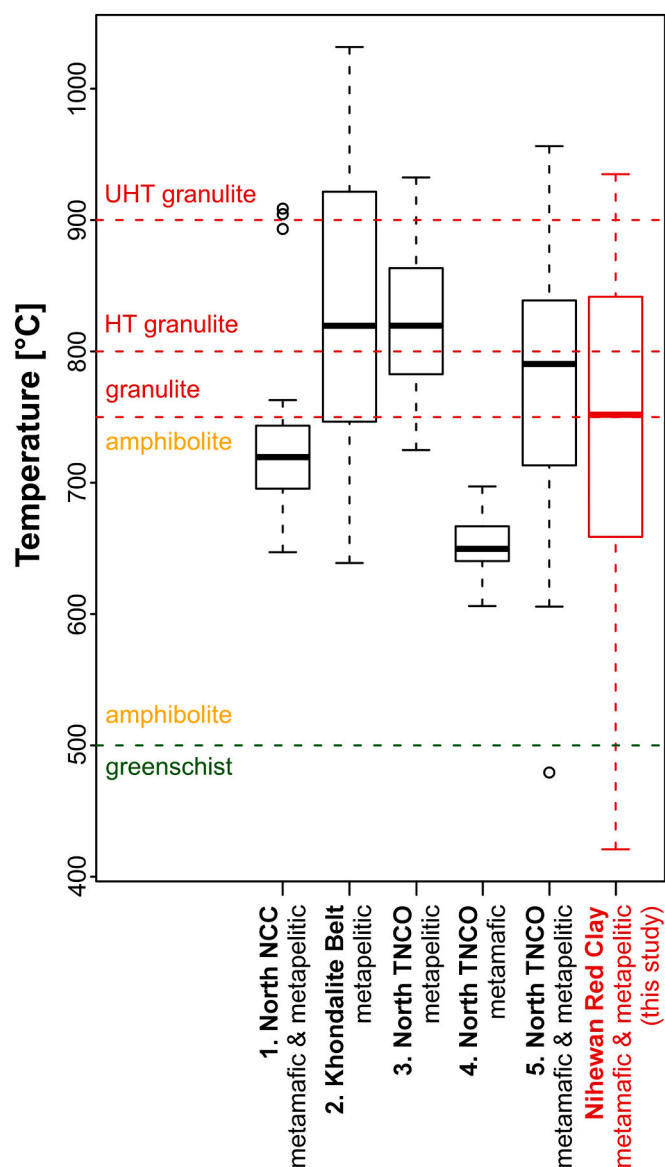 Temperature [°C]
1000
900
800
700
600
500
400
UHT granulite
HT granulite
granulite
amphibolite
amphibolite
greenschist
1. North NCC
metamafic & metapelitic
2. Khondalite Belt
metapelitic
3. North TNCO
metapelitic
4. North TNCO
metamafic
5. North TNCO
metamafic & metapelitic
Nihewan Red Clay
metamafic & metapelitic
(this study)